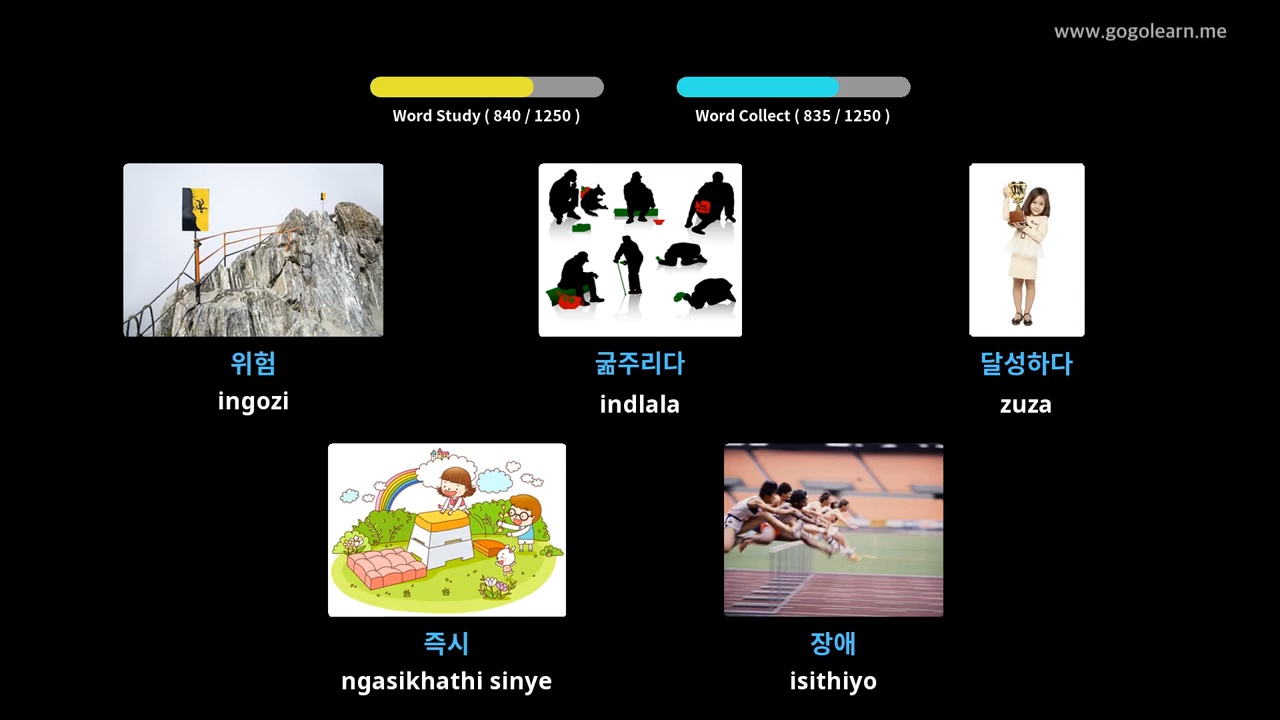 www.gogolearn.me
Word Study ( 840 / 1250 )
Word Collect ( 835 / 1250 )
위험
ingozi
굶주리다
indlala
달성하다
zuza
즉시
ngasikhathi sinye
장애
isithiyo